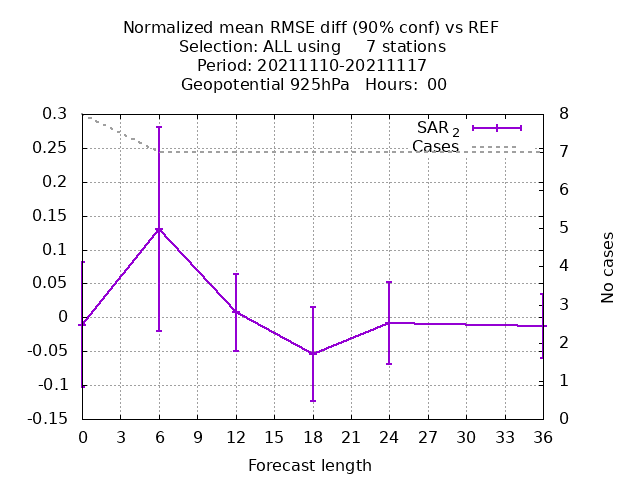 Normalized mean RMSE diff (90% conf) vs REF
Selection: ALL using     7 stations
Period: 20211110-20211117
Geopotential 925hPa   Hours:  00
0.3
0.25
0.2
0.15
0.1
0.05
0
-0.05
-0.1
-0.15
8
7
6
5
4
3
2
1
0
SAR 2
Cases
No cases
0 3 6 9 12 15 18 21 24 27 30 33 36
Forecast length